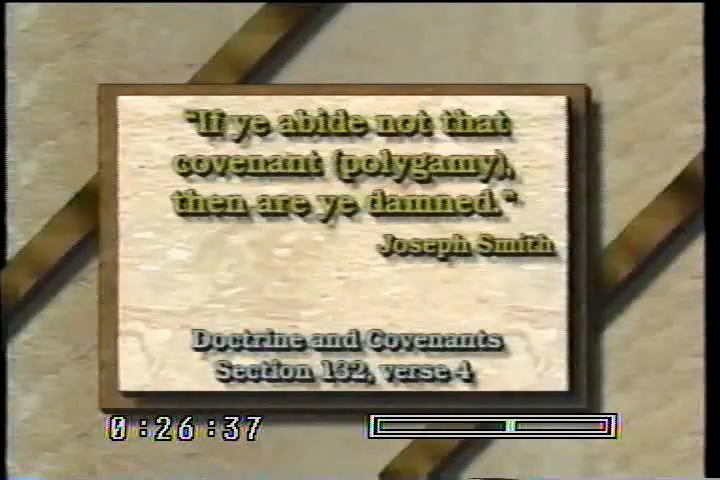 "If ye abide not that
covenant (polygamy),
then are ye damned."
Joseph Smith
Doctrine and Covenants
Section 132, verse 4
0:26:37